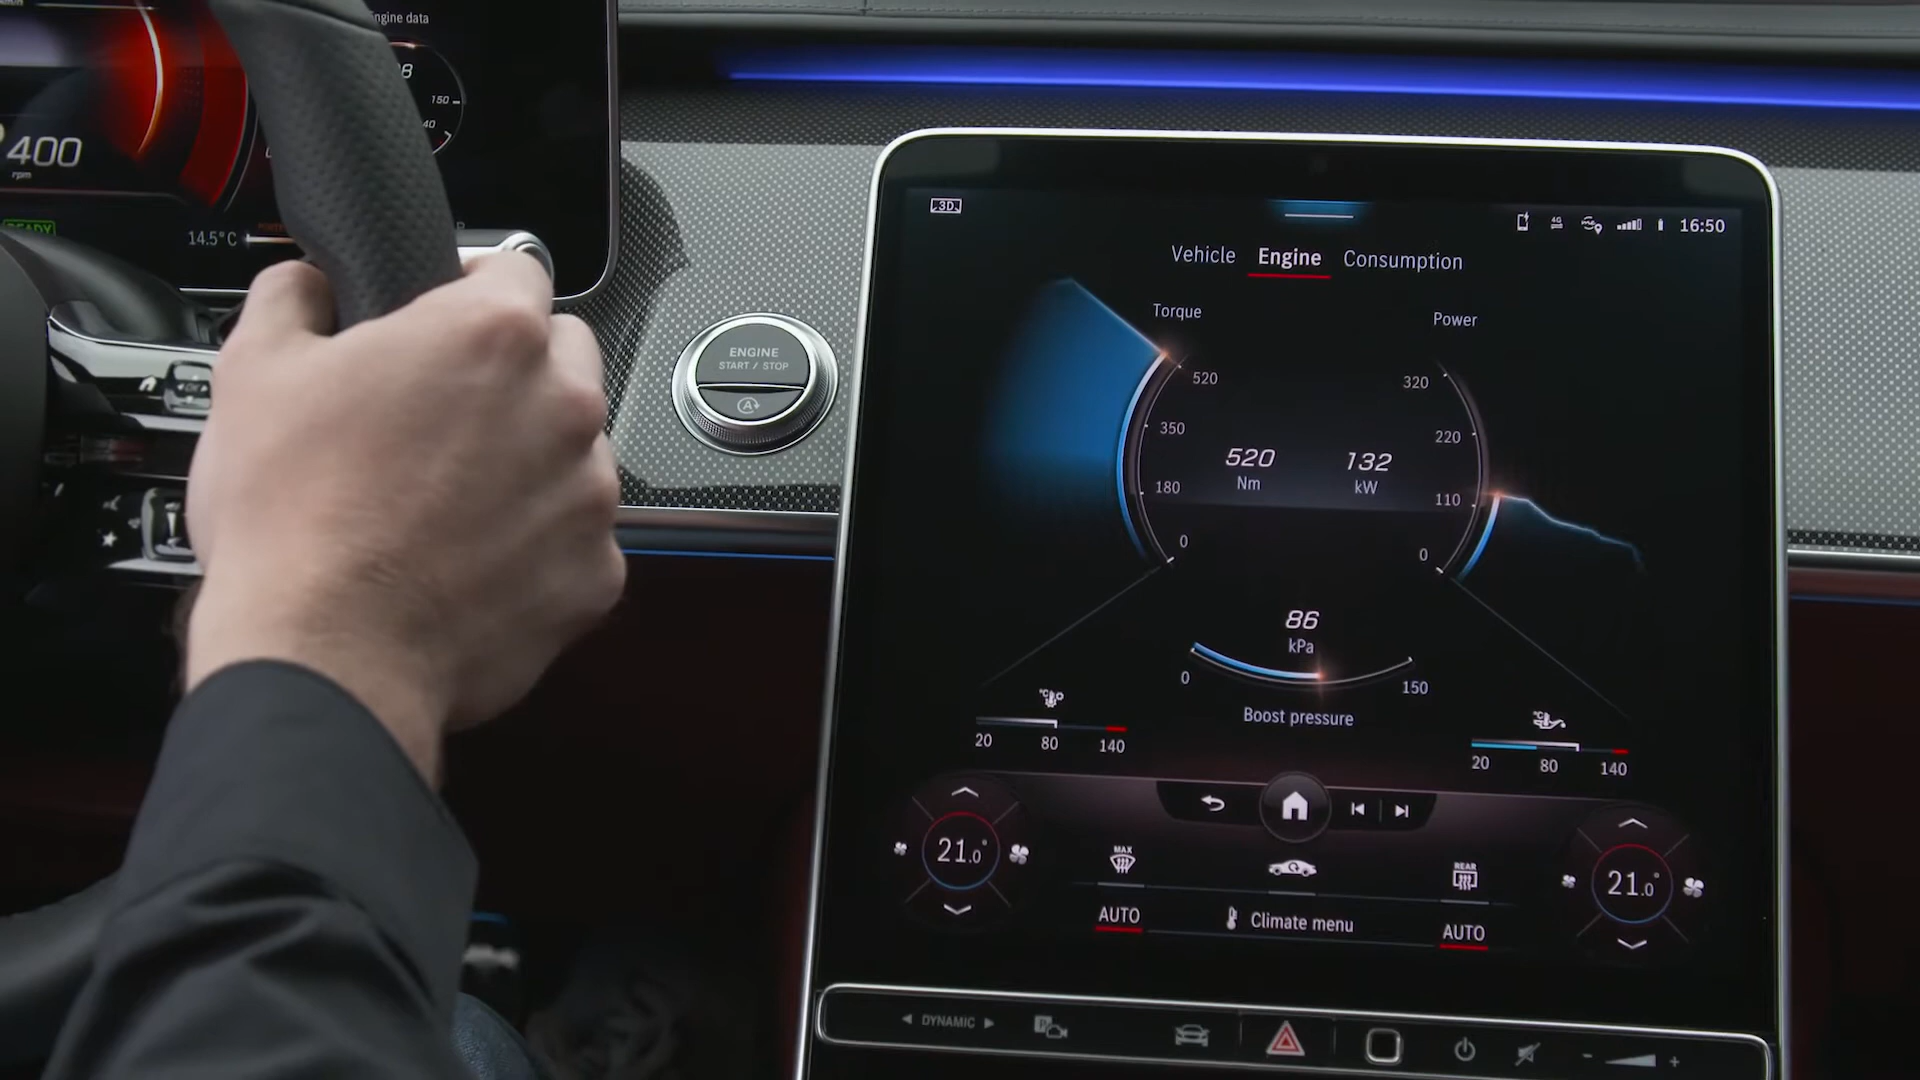 ngine data
150
40
400
rpm
READY
14.5°C
ENGINE
START / STOP
A
3D
4G
16:50
Vehicle Engine Consumption
Torque
Power
520
350
180
0
520
Nm
132
kW
320
220
110
0
86
kPa
0
150
Boost pressure
°C
20 80 140
°C
20 80 140
21.0°
21.0°
MAX
REAR
AUTO
Climate menu
AUTO
DYNAMIC
P
- +